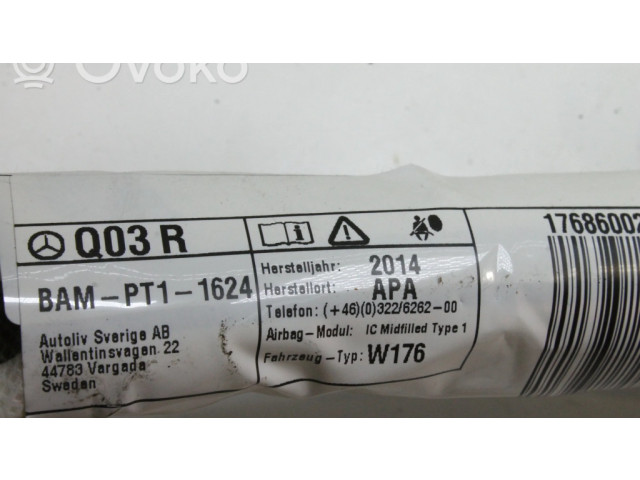 Ovoko
Q03 R
BAM-PT1-1624
Autoliv Sverige AB
Wallentinsvagen. 22
44783 Vargada
Sweden
Herstelljahr: 2014
Herstellort: APA
Telefon: (+46)(0)322/6262-00
Airbag-Modul: IC Midfilled Type 1
Fahrzeug-Typ: W176
17686002